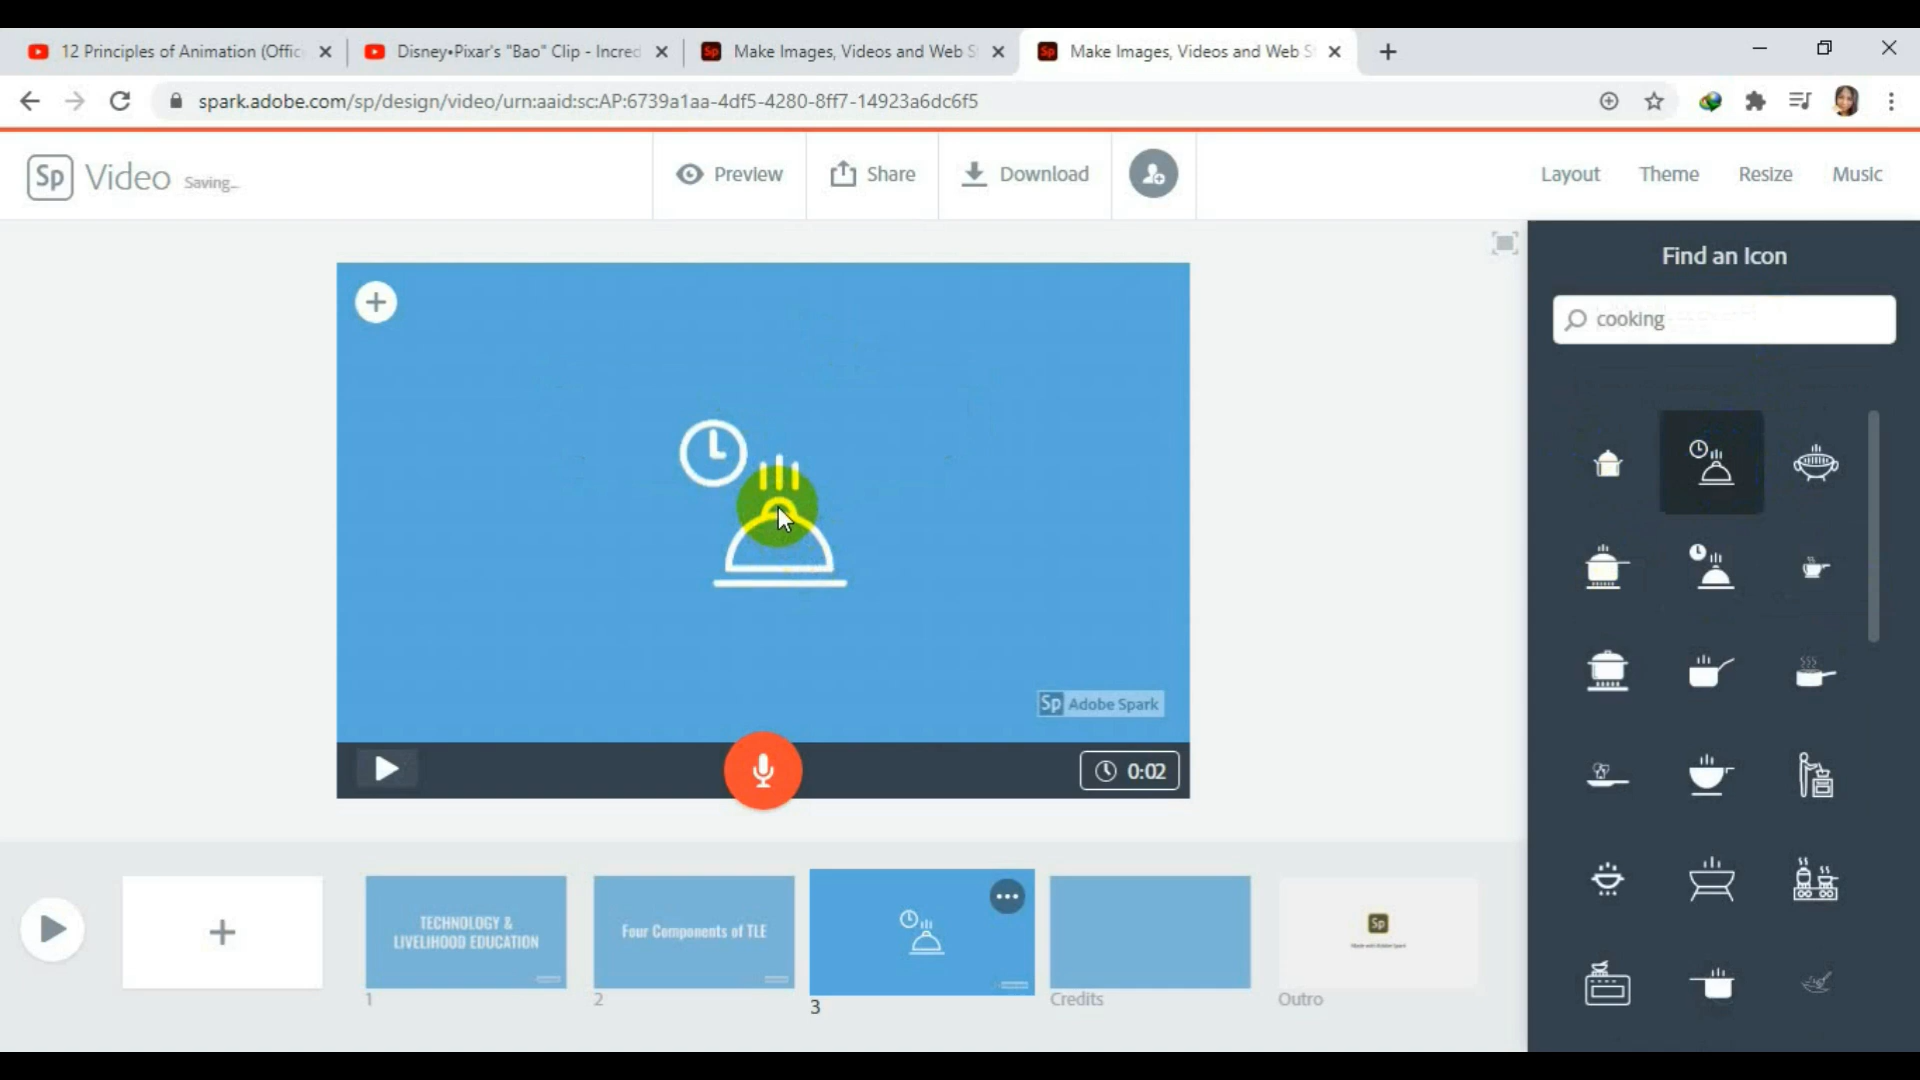 12 Principles of Animation (Offic
Disney•Pixar's "Bao" Clip - Incred
Make Images, Videos and Web S
Make Images, Videos and Web S
spark.adobe.com/sp/design/video/urn:aaid:sc:AP:6739a1aa-4df5-4280-8ff7-14923a6dc6f5
Sp Video Saving...
Preview
Share
Download
Layout
Theme
Resize
Music
Find an Icon
cooking
Sp Adobe Spark
0:02
TECHNOLOGY &
LIVELIHOOD EDUCATION
Four Components of TLE
Sp
1
2
3
Credits
Outro